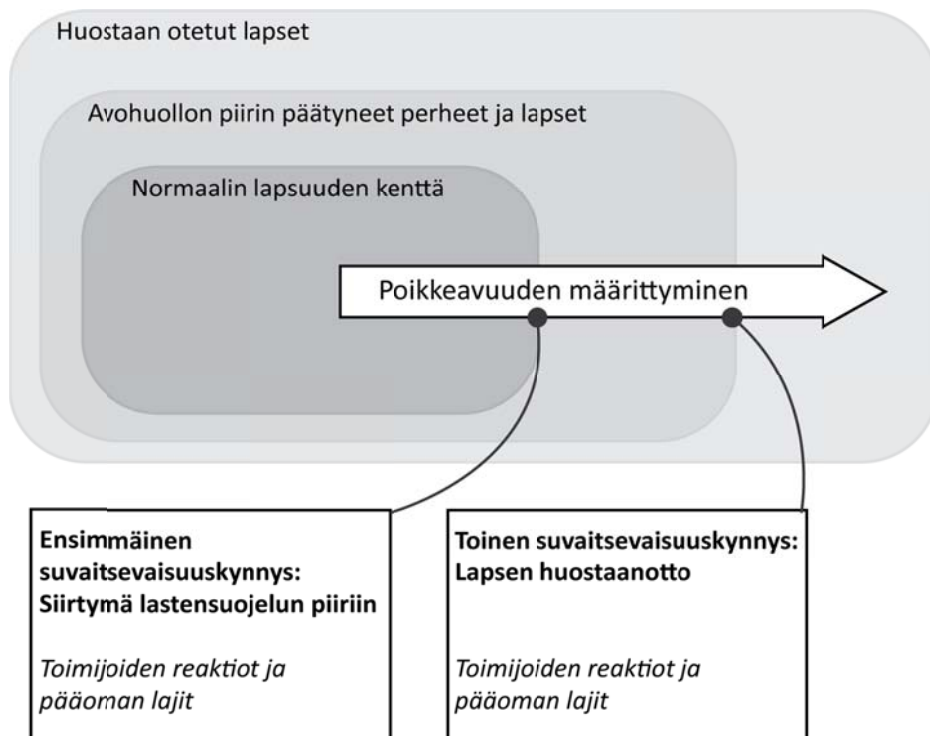 Huostaan otetut lapset
Avohuollon piirin päätyneet perheet ja lapset
Normaalin lapsuuden kenttä
Poikkeavuuden määrittyminen
Ensimmäinen
suvaitsevaisuuskynnys:
Siirtymä lastensuojelun piiriin
Toimijoiden reaktiot ja
pääoman lajit
Toinen suvaitsevaisuuskynnys:
Lapsen huostaanotto
Toimijoiden reaktiot ja
pääoman lajit